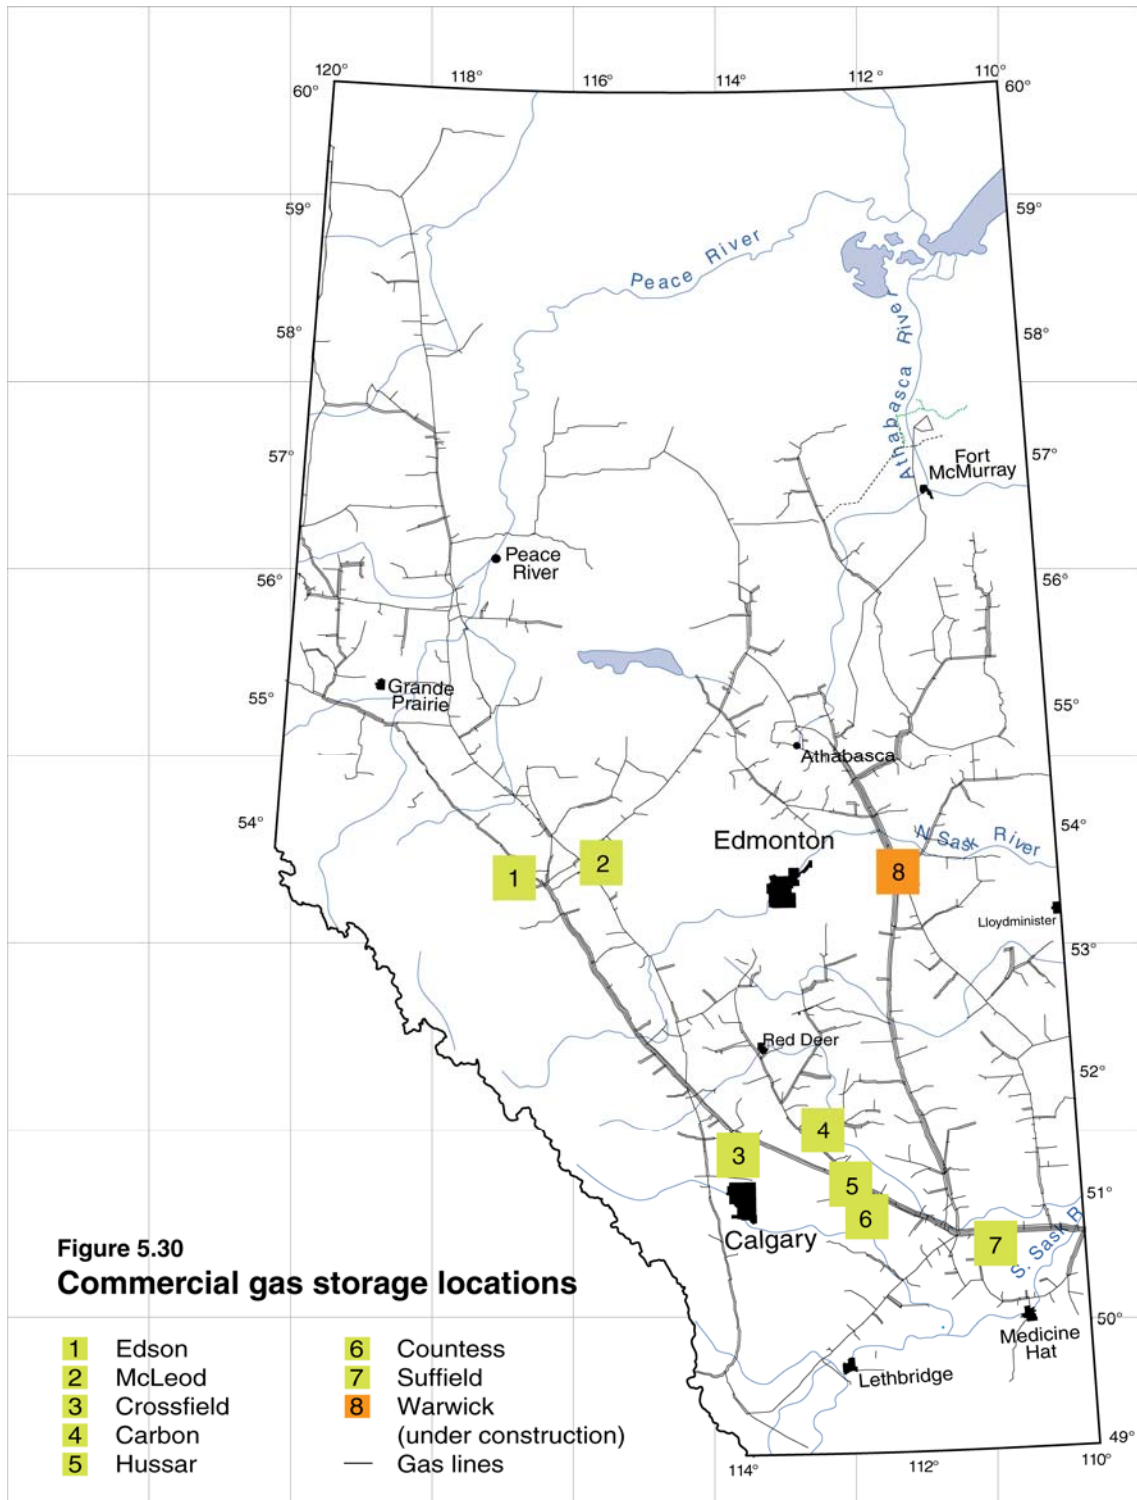 120°
118°
116°
114°
112°
110°
60°
60°
59°
59°
Peace River
58°
58°
Athabasca River
57°
57°
Fort
McMurray
Peace
River
56°
56°
Grande
Prairie
55°
55°
Athabasca
54°
54°
N Sask River
Edmonton
1
2
8
Lloydminister
53°
52°
Red Deer
4
3
5
51°
6
Calgary
7
S. Sask R
50°
Medicine
Hat
Lethbridge
49°
114°
112°
110°
Figure 5.30
Commercial gas storage locations
1 Edson
2 McLeod
3 Crossfield
4 Carbon
5 Hussar
6 Countess
7 Suffield
8 Warwick
(under construction)
Gas lines